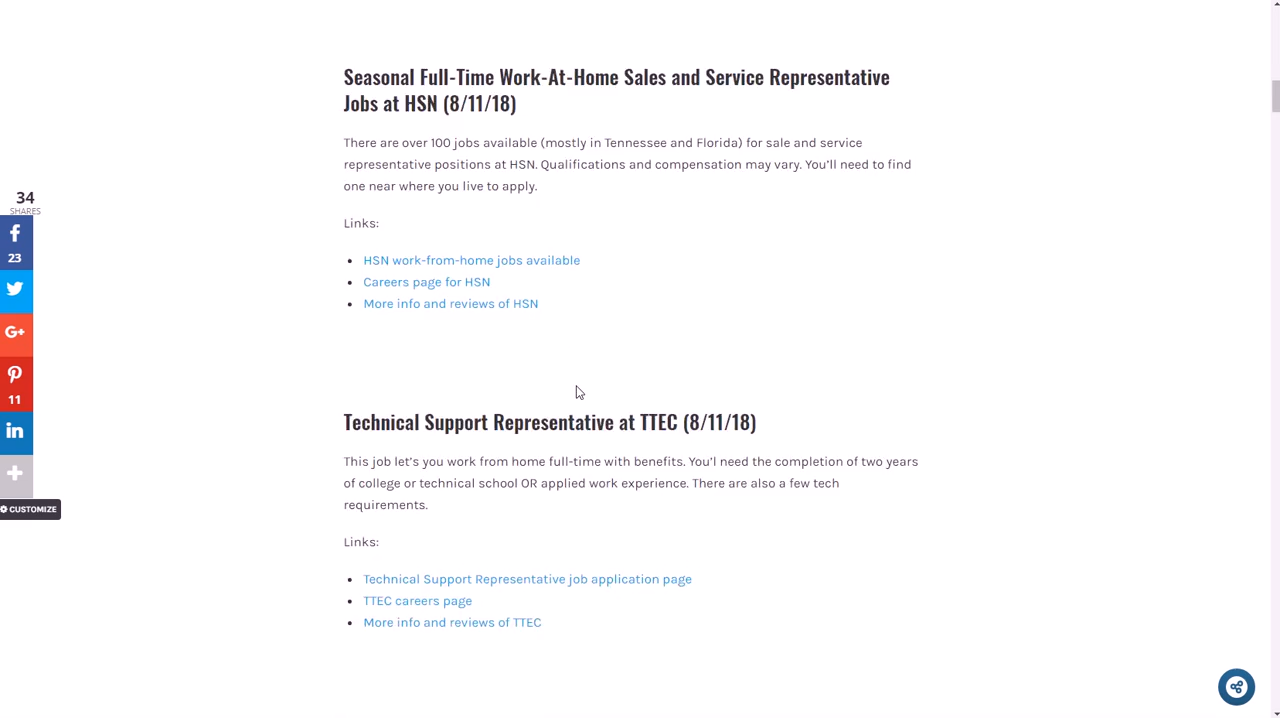 Seasonal Full-Time Work-At-Home Sales and Service Representative
Jobs at HSN (8/11/18)
There are over 100 jobs available (mostly in Tennessee and Florida) for sale and service
representative positions at HSN. Qualifications and compensation may vary. You'll need to find
one near where you live to apply.
Links:
HSN work-from-home jobs available
Careers page for HSN
More info and reviews of HSN
34
SHARES
23
G+
11
in
CUSTOMIZE
Technical Support Representative at TTEC (8/11/18)
This job let's you work from home full-time with benefits. You'l need the completion of two years
of college or technical school OR applied work experience. There are also a few tech
requirements.
Links:
Technical Support Representative job application page
TTEC careers page
More info and reviews of TTEC